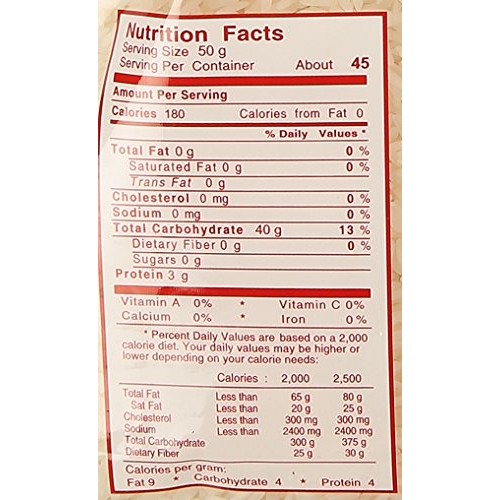 Nutrition Facts
Serving Size 50 g
Serving Per Container About 45
Amount Per Serving
Calories 180 Calories from Fat 0
% Daily Values *
Total Fat 0 g 0 %
Saturated Fat 0 g 0 %
Trans Fat 0 g
Cholesterol 0 mg 0 %
Sodium 0 mg 0 %
Total Carbohydrate 40 g 13 %
Dietary Fiber 0 g 0 %
Sugars 0 g
Protein 3 g
Vitamin A 0% * Vitamin C 0%
Calcium 0% * Iron 0%
* Percent Daily Values are based on a 2,000
calorie diet. Your daily values may be higher or
lower depending on your calorie needs:
Calories : 2,000 2,500
Total Fat Less than 65 g 80 g
Sat Fat Less than 20 g 25 g
Cholesterol Less than 300 mg 300 mg
Sodium Less than 2400 mg 2400 mg
Total Carbohydrate 300 g 375 g
Dietary Fiber 25 g 30 g
Calories per gram:
Fat 9 * Carbohydrate 4 * Protein 4